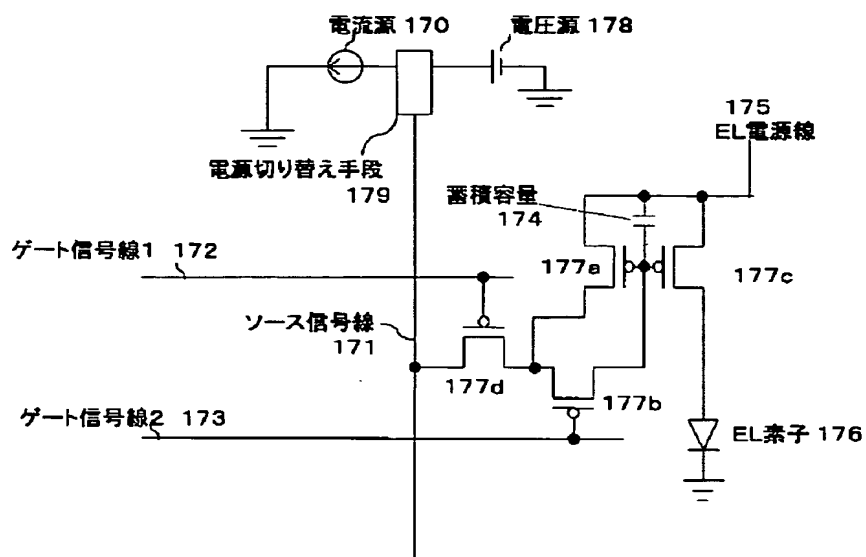 電流源 170
電圧源 178
175
EL電源線
電源切り替え手段
179
蓄積容量
174
ゲート信号線1 172
177a
177c
ソース信号線
171
177d
177b
ゲート信号線2 173
EL素子 176